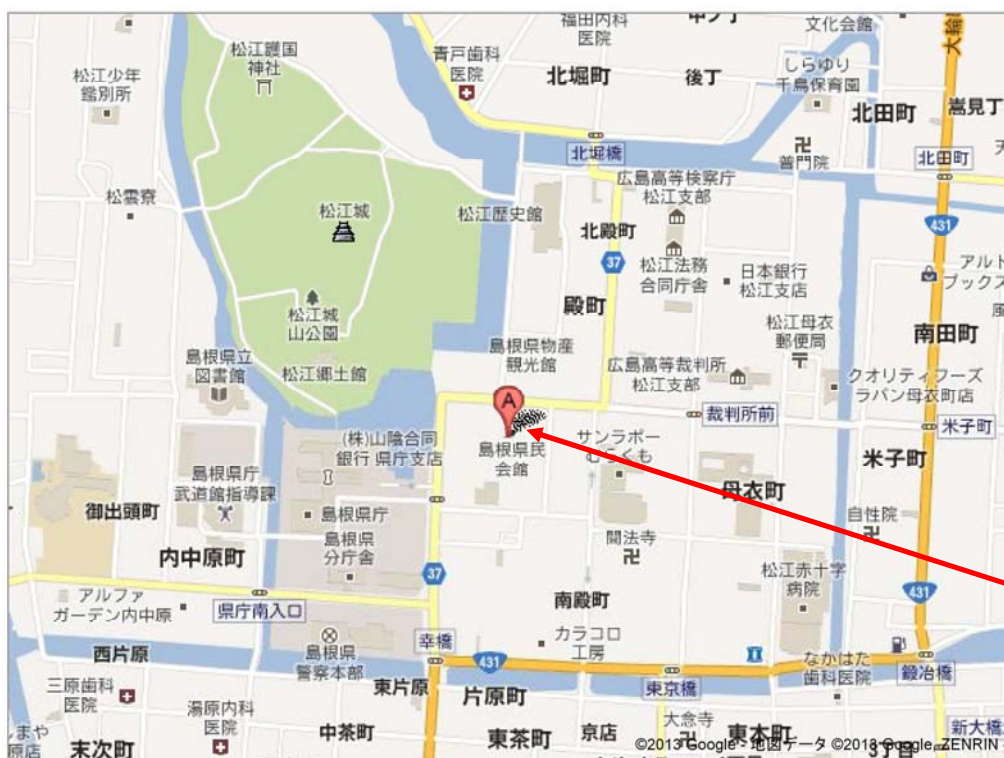 福田内科
医院
中ノ丁
文化会館
大輪
松江護国
神社
青戸歯科
医院
北堀町
後丁
しらゆり
千鳥保育園
松江少年
鑑別所
北田町
嵩見丁
北堀橋
普門院
北田町
広島高等検察庁
松江支部
松雲寮
松江城
松江歴史館
北殿町
431
37
松江法務
合同庁舎
日本銀行
松江支店
アルト
ブックス
殿町
松江城
山公園
松江母衣
郵便局
南田町
島根県物産
観光館
島根県立
図書館
松江郷土館
広島高等裁判所
松江支部
クオリティフーズ
ラパン母衣町店
A
裁判所前
米子町
(株)山陰合同
銀行 県庁支店
島根県民
会館
サンラポー
むらくも
米子町
島根県庁
武道館指導課
母衣町
御出頭町
島根県庁
自性院
島根県
分庁舎
聞法寺
内中原町
松江赤十字
病院
37
アルファ
ガーデン内中原
県庁南入口
南殿町
431
カラコロ
工房
幸橋
西片原
島根県
警察本部
431
なかはた
歯科医院
鍛冶橋
三原歯科
医院
東片原
片原町
東京橋
湯原内科
医院
新大橋
しまや
原店
中茶町
大念寺
末次町
東茶町
京店
東本町
3丁目
©2013 Google - 地図データ ©2013 Google, ZENRIN